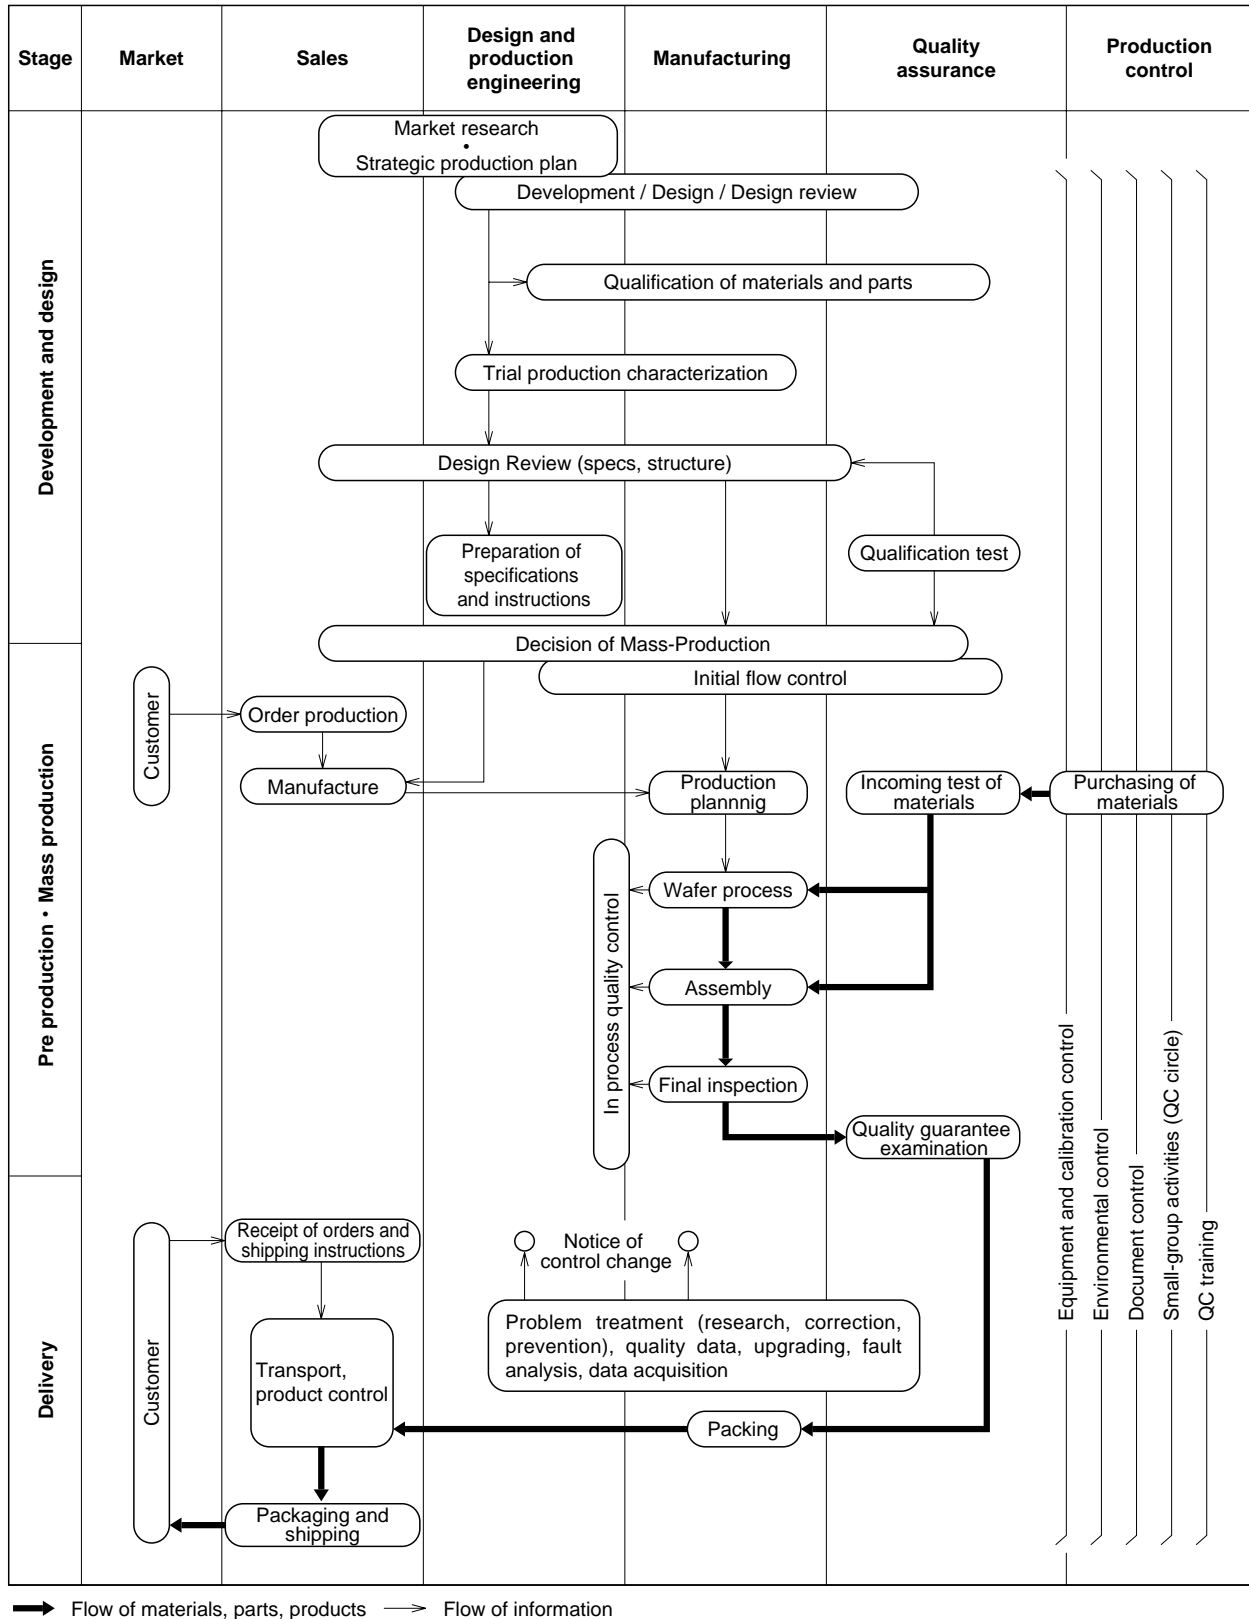 Stage
Market
Sales
Design and
production
engineering
Manufacturing
Quality
assurance
Production
control
Development and design
Market research
•
Strategic production plan
Development / Design / Design review
Qualification of materials and parts
Trial production characterization
Design Review (specs, structure)
Preparation of
specifications
and instructions
Qualification test
Pre production • Mass production
Decision of Mass-Production
Initial flow control
Customer
Order production
Manufacture
Production
plannnig
Incoming test of
materials
Purchasing of
materials
In process quality control
Wafer process
Assembly
Final inspection
Quality guarantee
examination
Equipment and calibration control
Environmental control
Document control
Small-group activities (QC circle)
QC training
Delivery
Customer
Receipt of orders and
shipping instructions
Notice of
control change
Problem treatment (research, correction,
prevention), quality data, upgrading, fault
analysis, data acquisition
Transport,
product control
Packing
Packaging and
shipping
Flow of materials, parts, products
Flow of information